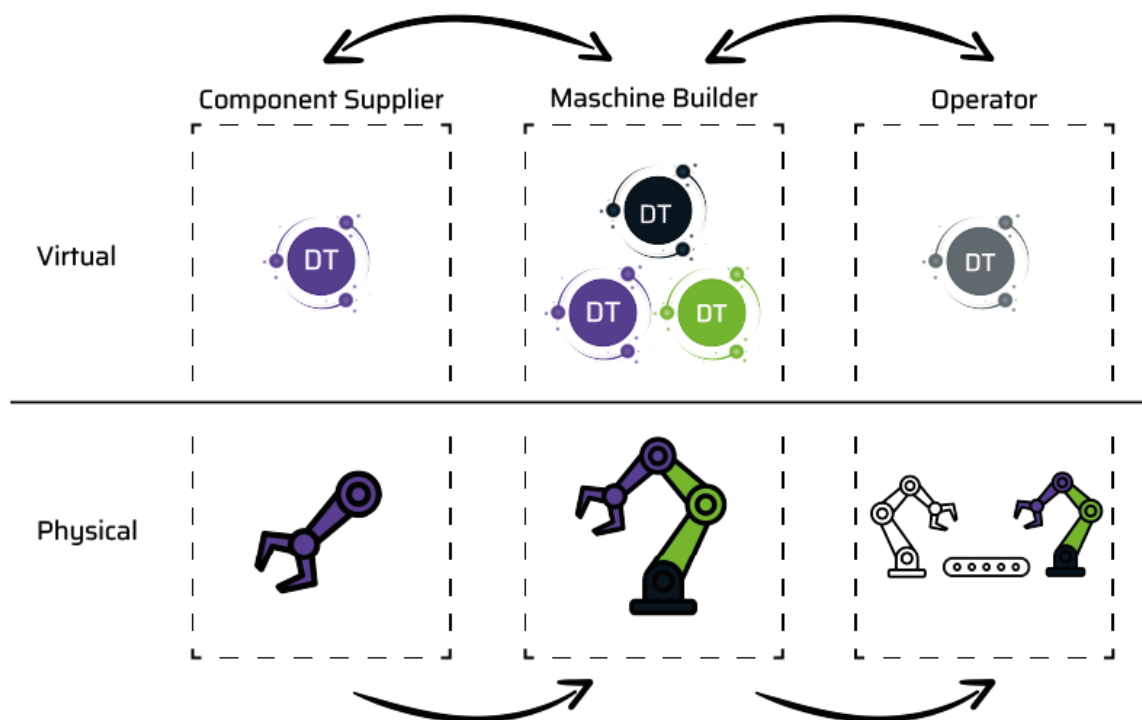 Component Supplier
Maschine Builder
Operator
Virtual
DT
DT
DT
DT
DT
Physical